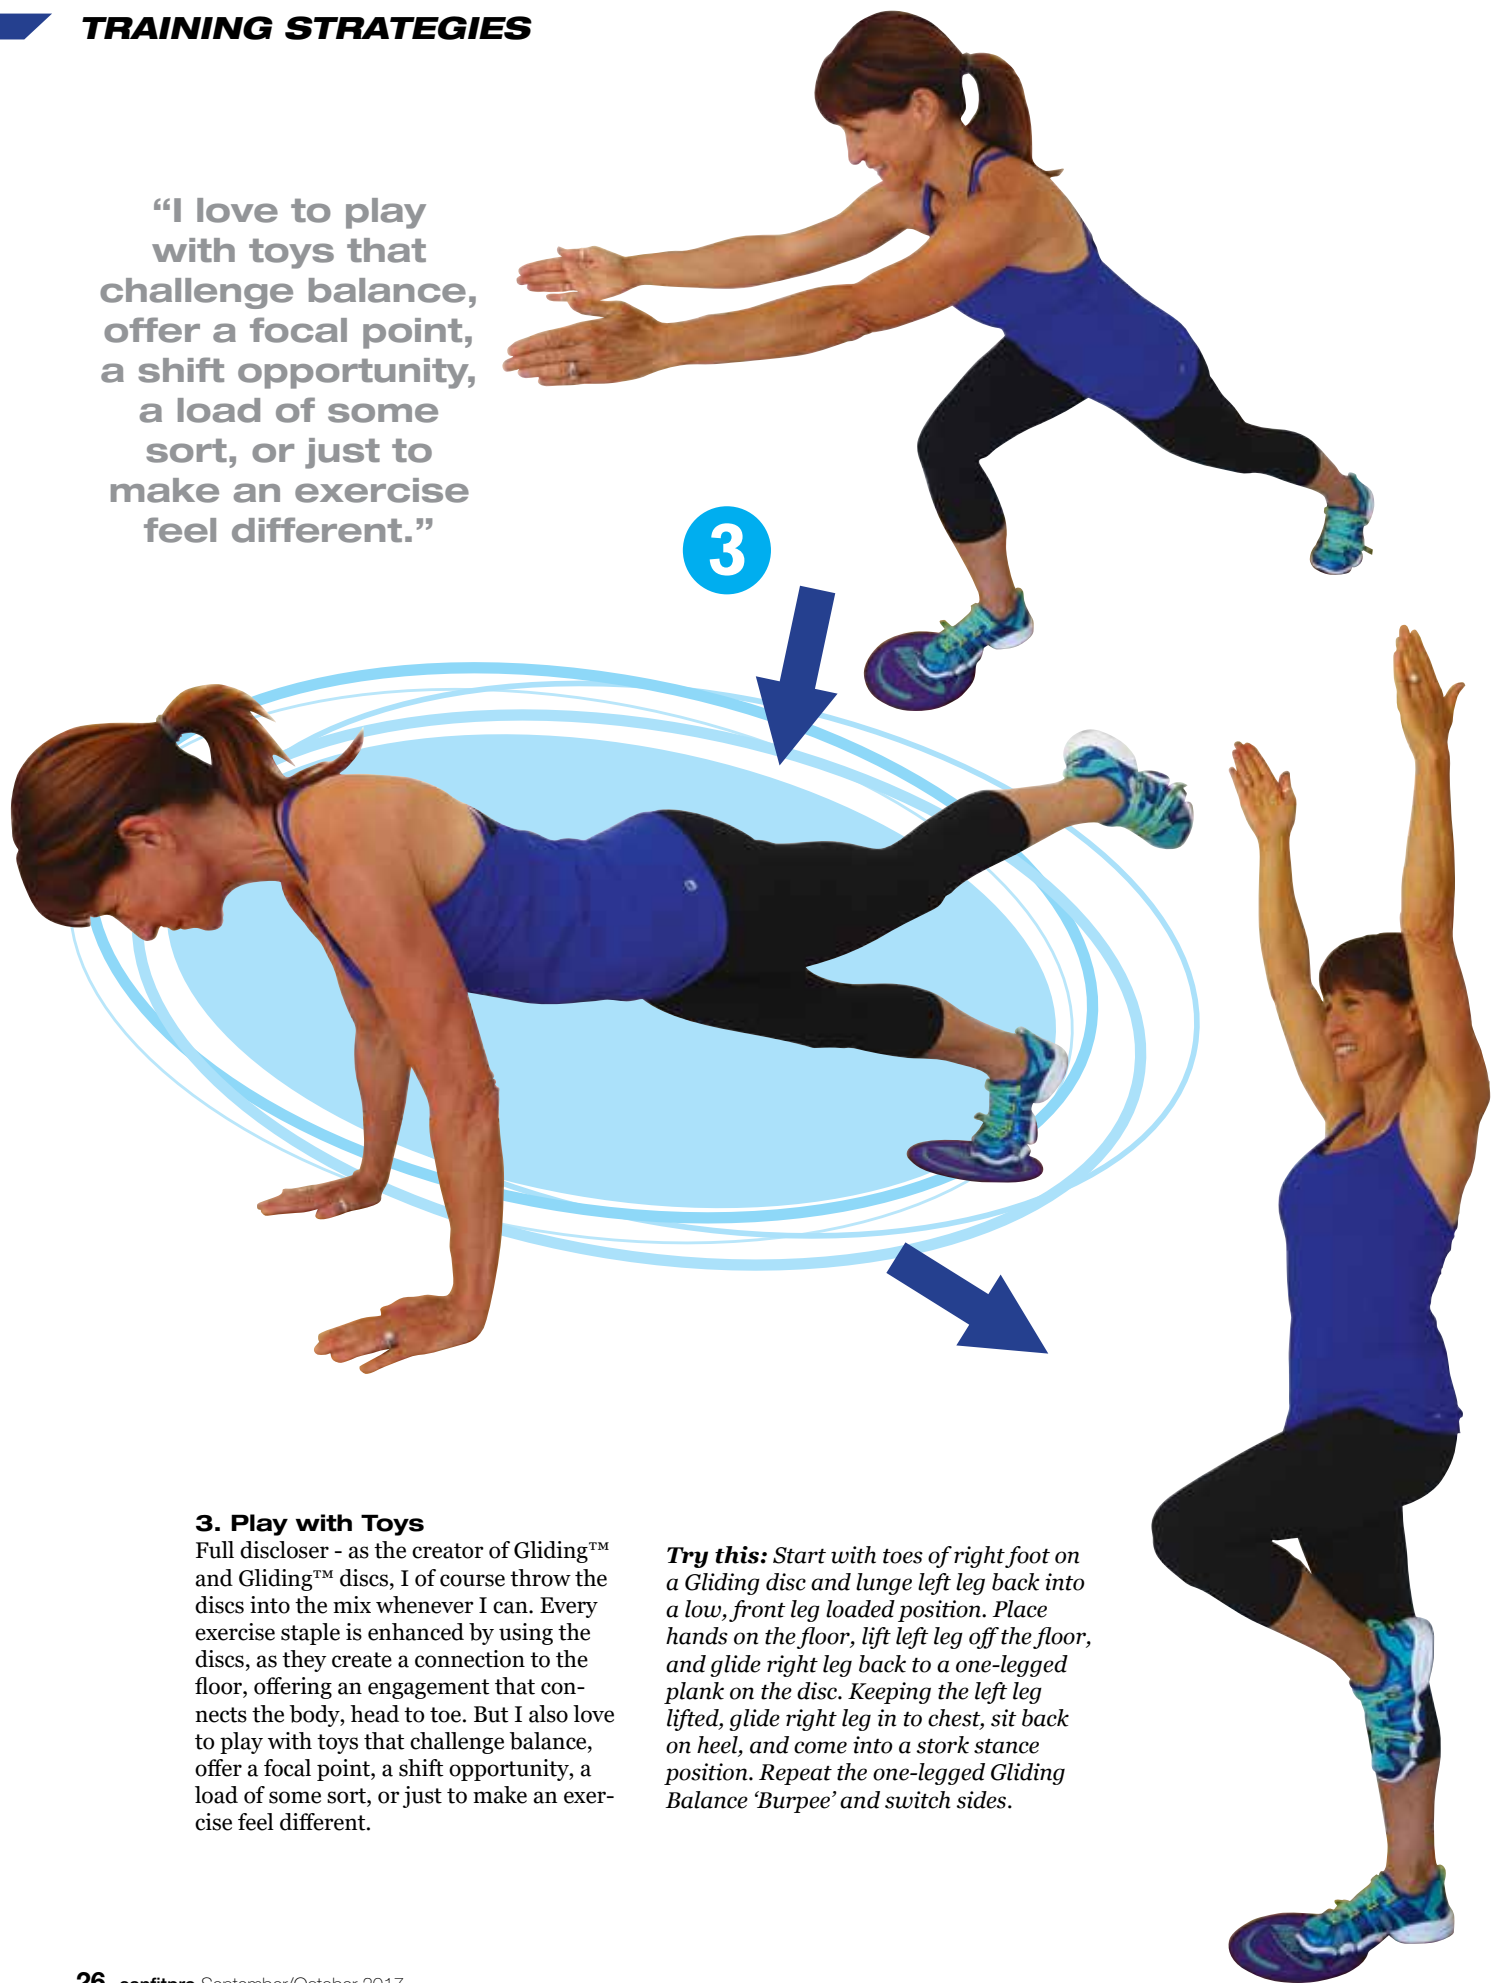 TRAINING STRATEGIES
“I love to play
with toys that
challenge balance,
offer a focal point,
a shift opportunity,
a load of some
sort, or just to
make an exercise
feel different.”
3
3. Play with Toys
Full discloser - as the creator of Gliding™
and Gliding™ discs, I of course throw the
discs into the mix whenever I can. Every
exercise staple is enhanced by using the
discs, as they create a connection to the
floor, offering an engagement that con-
nects the body, head to toe. But I also love
to play with toys that challenge balance,
offer a focal point, a shift opportunity, a
load of some sort, or just to make an exer-
cise feel different.
Try this: Start with toes of right foot on
a Gliding disc and lunge left leg back into
a low, front leg loaded position. Place
hands on the floor, lift left leg off the floor,
and glide right leg back to a one-legged
plank on the disc. Keeping the left leg
lifted, glide right leg in to chest, sit back
on heel, and come into a stork stance
position. Repeat the one-legged Gliding
Balance ‘Burpee’ and switch sides.
26 canfitpro September/October 2017